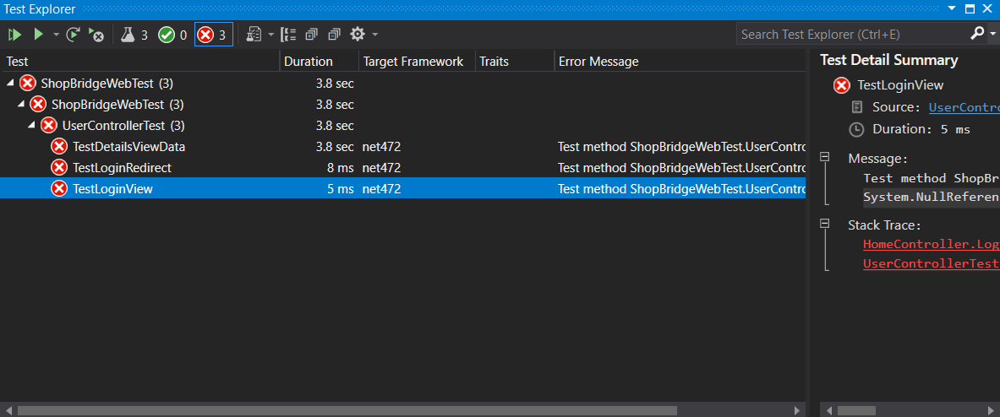 Test Explorer
3 0 3
Search Test Explorer (Ctrl+E)
Test Duration Target Framework Traits Error Message
ShopBridgeWebTest (3) 3.8 sec
ShopBridgeWebTest (3) 3.8 sec
UserControllerTest (3) 3.8 sec
TestDetailsViewData 3.8 sec net472 Test method ShopBridgeWebTest.UserContro
TestLoginRedirect 8 ms net472 Test method ShopBridgeWebTest.UserContro
TestLoginView 5 ms net472 Test method ShopBridgeWebTest.UserContro
Test Detail Summary
TestLoginView
Source: UserContro
Duration: 5 ms
Message:
Test method ShopBr
System.NullReferen
Stack Trace:
HomeController.Log
UserControllerTest